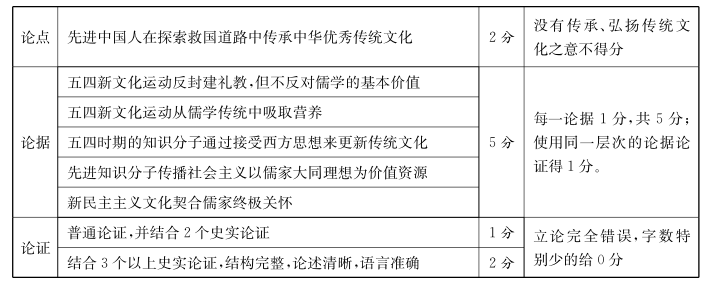 论点 先进中国人在探索救国道路中传承中华优秀传统文化 2 分 没有传承、弘扬传统文
化之意不得分
论据 五四新文化运动反封建礼教,但不反对儒学的基本价值
五四新文化运动从儒学传统中吸取营养
五四时期的知识分子通过接受西方思想来更新传统文化
先进知识分子传播社会主义以儒家大同理想为价值资源
新民主主义文化契合儒家终极关怀
5 分
每一论据 1 分,共 5 分;
使用同一层次的论据论
证得 1 分。
论证 普通论证,并结合 2 个史实论证 1 分
结合 3 个以上史实论证,结构完整,论述清晰,语言准确 2 分
立论完全错误,字数特
别少的给 0 分